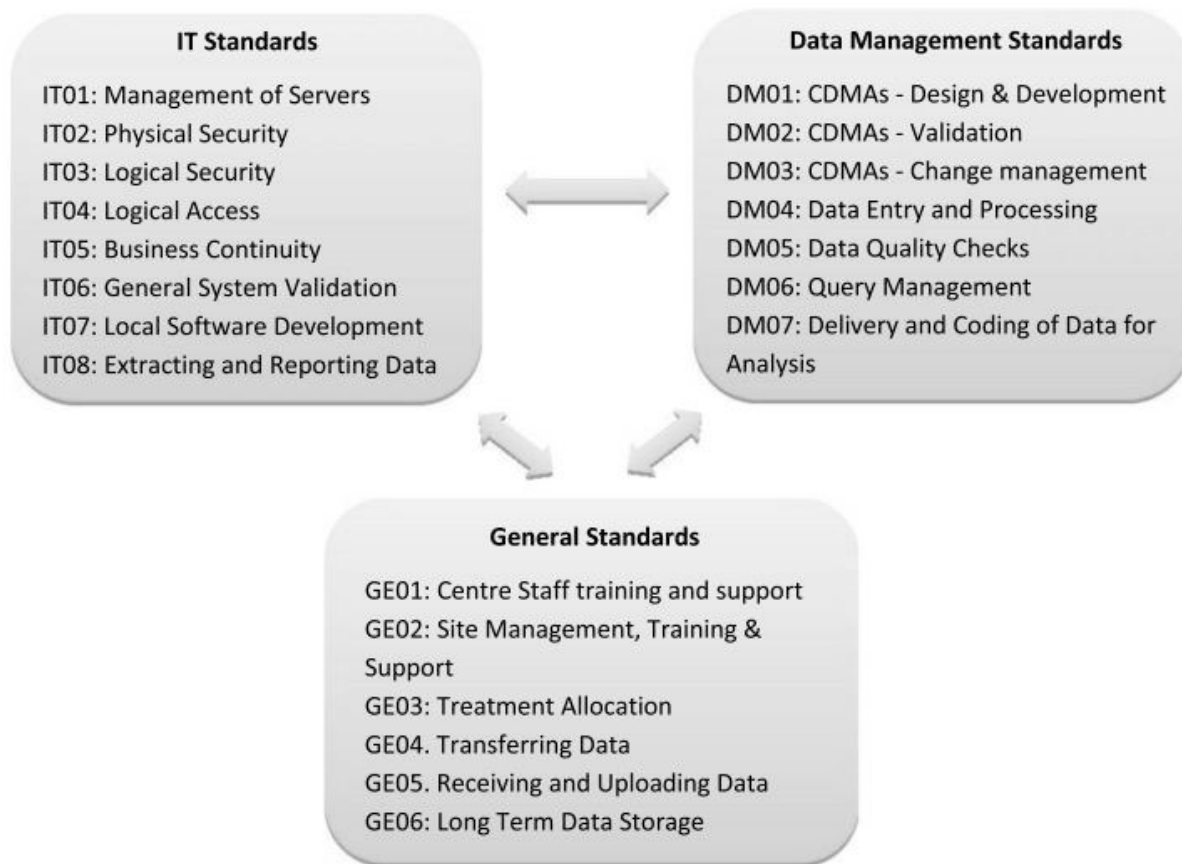 IT Standards
IT01: Management of Servers
IT02: Physical Security
IT03: Logical Security
IT04: Logical Access
IT05: Business Continuity
IT06: General System Validation
IT07: Local Software Development
IT08: Extracting and Reporting Data
Data Management Standards
DM01: CDMAs - Design & Development
DM02: CDMAs - Validation
DM03: CDMAs - Change management
DM04: Data Entry and Processing
DM05: Data Quality Checks
DM06: Query Management
DM07: Delivery and Coding of Data for
Analysis
General Standards
GE01: Centre Staff training and support
GE02: Site Management, Training &
Support
GE03: Treatment Allocation
GE04. Transferring Data
GE05. Receiving and Uploading Data
GE06: Long Term Data Storage